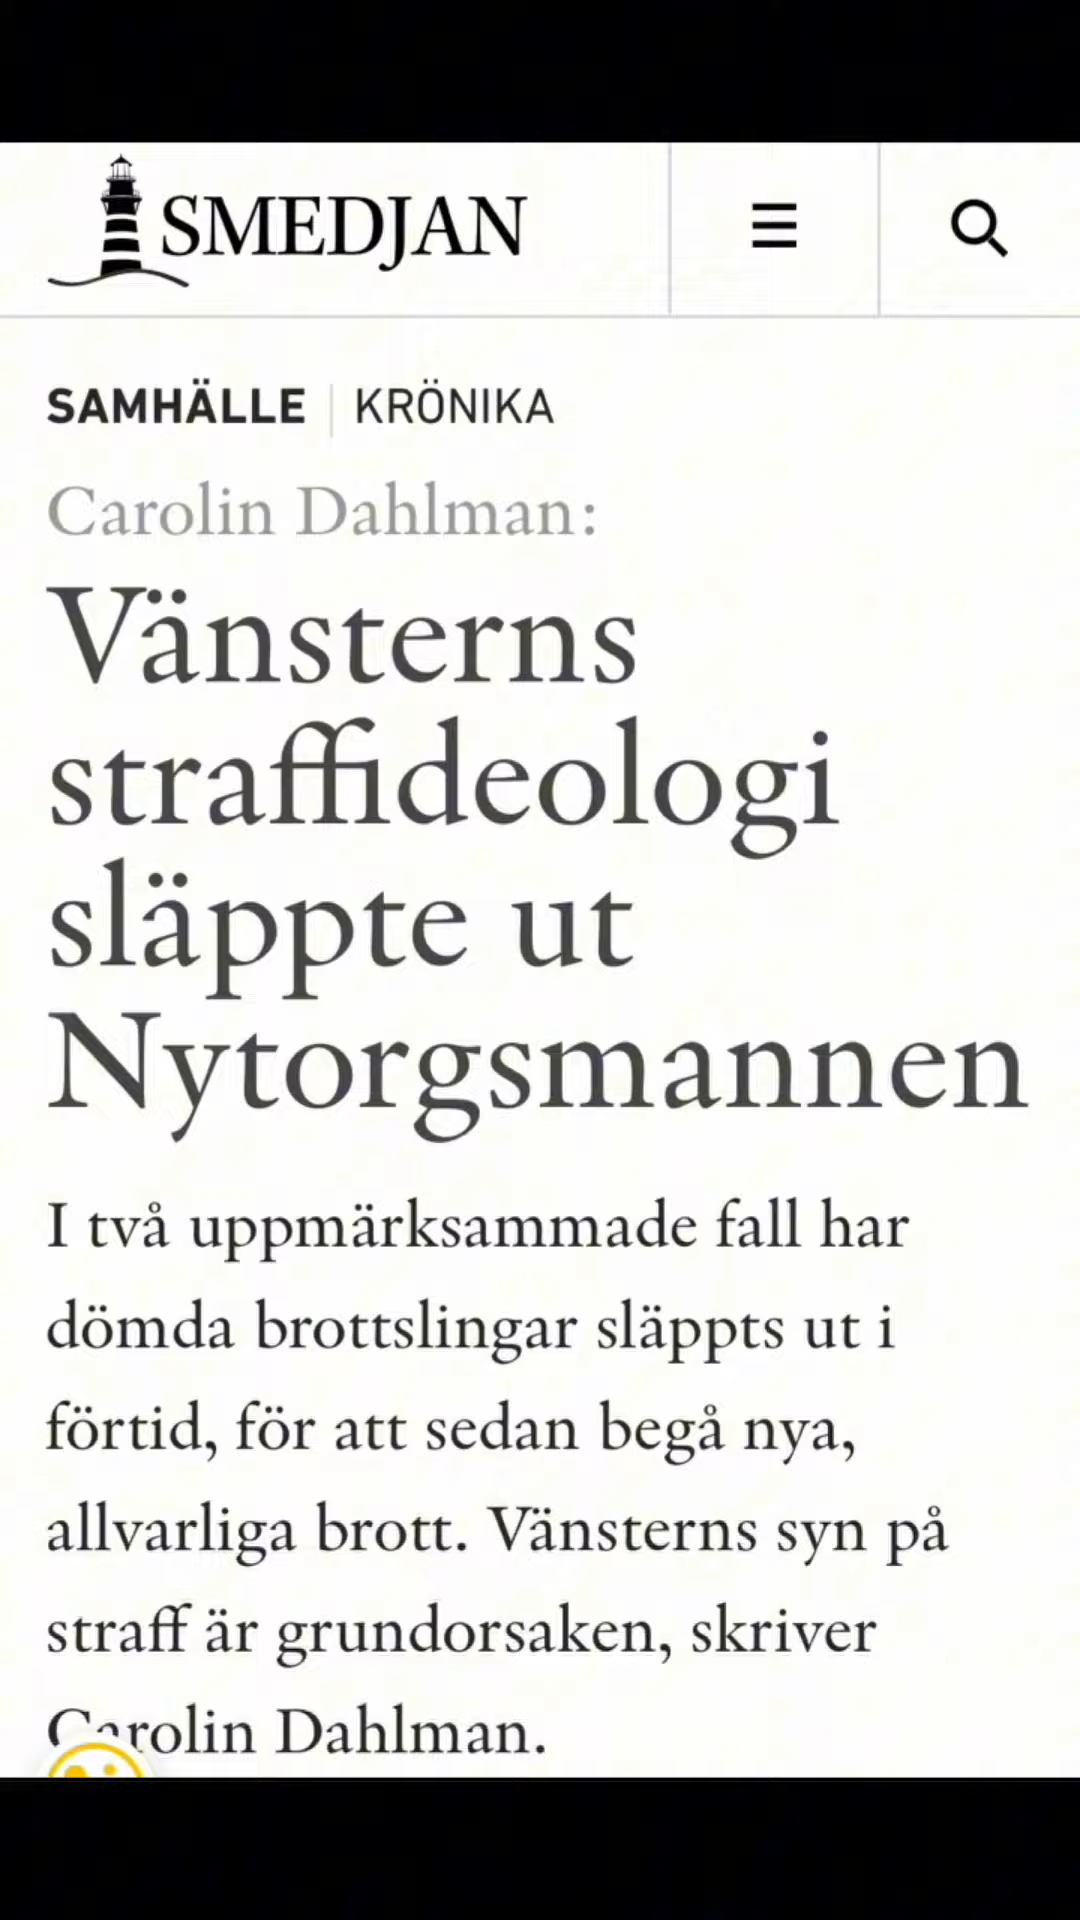 SMEDJAN
SAMHÄLLE | KRÖNIKA
Carolin Dahlman:
Vänsterns
straffideologi
släppte ut
Nytorgsmannen
I två uppmärksammade fall har
dömda brottslingar släppts ut i
förtid, för att sedan begå nya,
allvarliga brott. Vänsterns syn på
straff är grundorsaken, skriver
Carolin Dahlman.